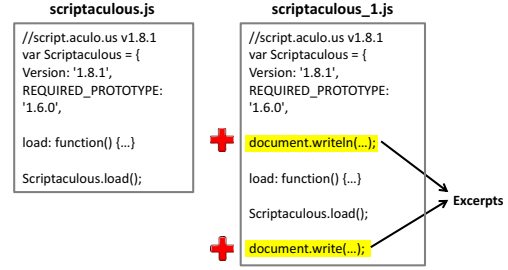 scriptaculous.js
//script.aculo.us v1.8.1
var Scriptaculous = {
Version: '1.8.1',
REQUIRED_PROTOTYPE:
'1.6.0',
load: function() {…}
Scriptaculous.load();
scriptaculous_1.js
//script.aculo.us v1.8.1
var Scriptaculous = {
Version: '1.8.1',
REQUIRED_PROTOTYPE:
'1.6.0',
document.writeln(…);
load: function() {…}
Scriptaculous.load();
document.write(…);
Excerpts